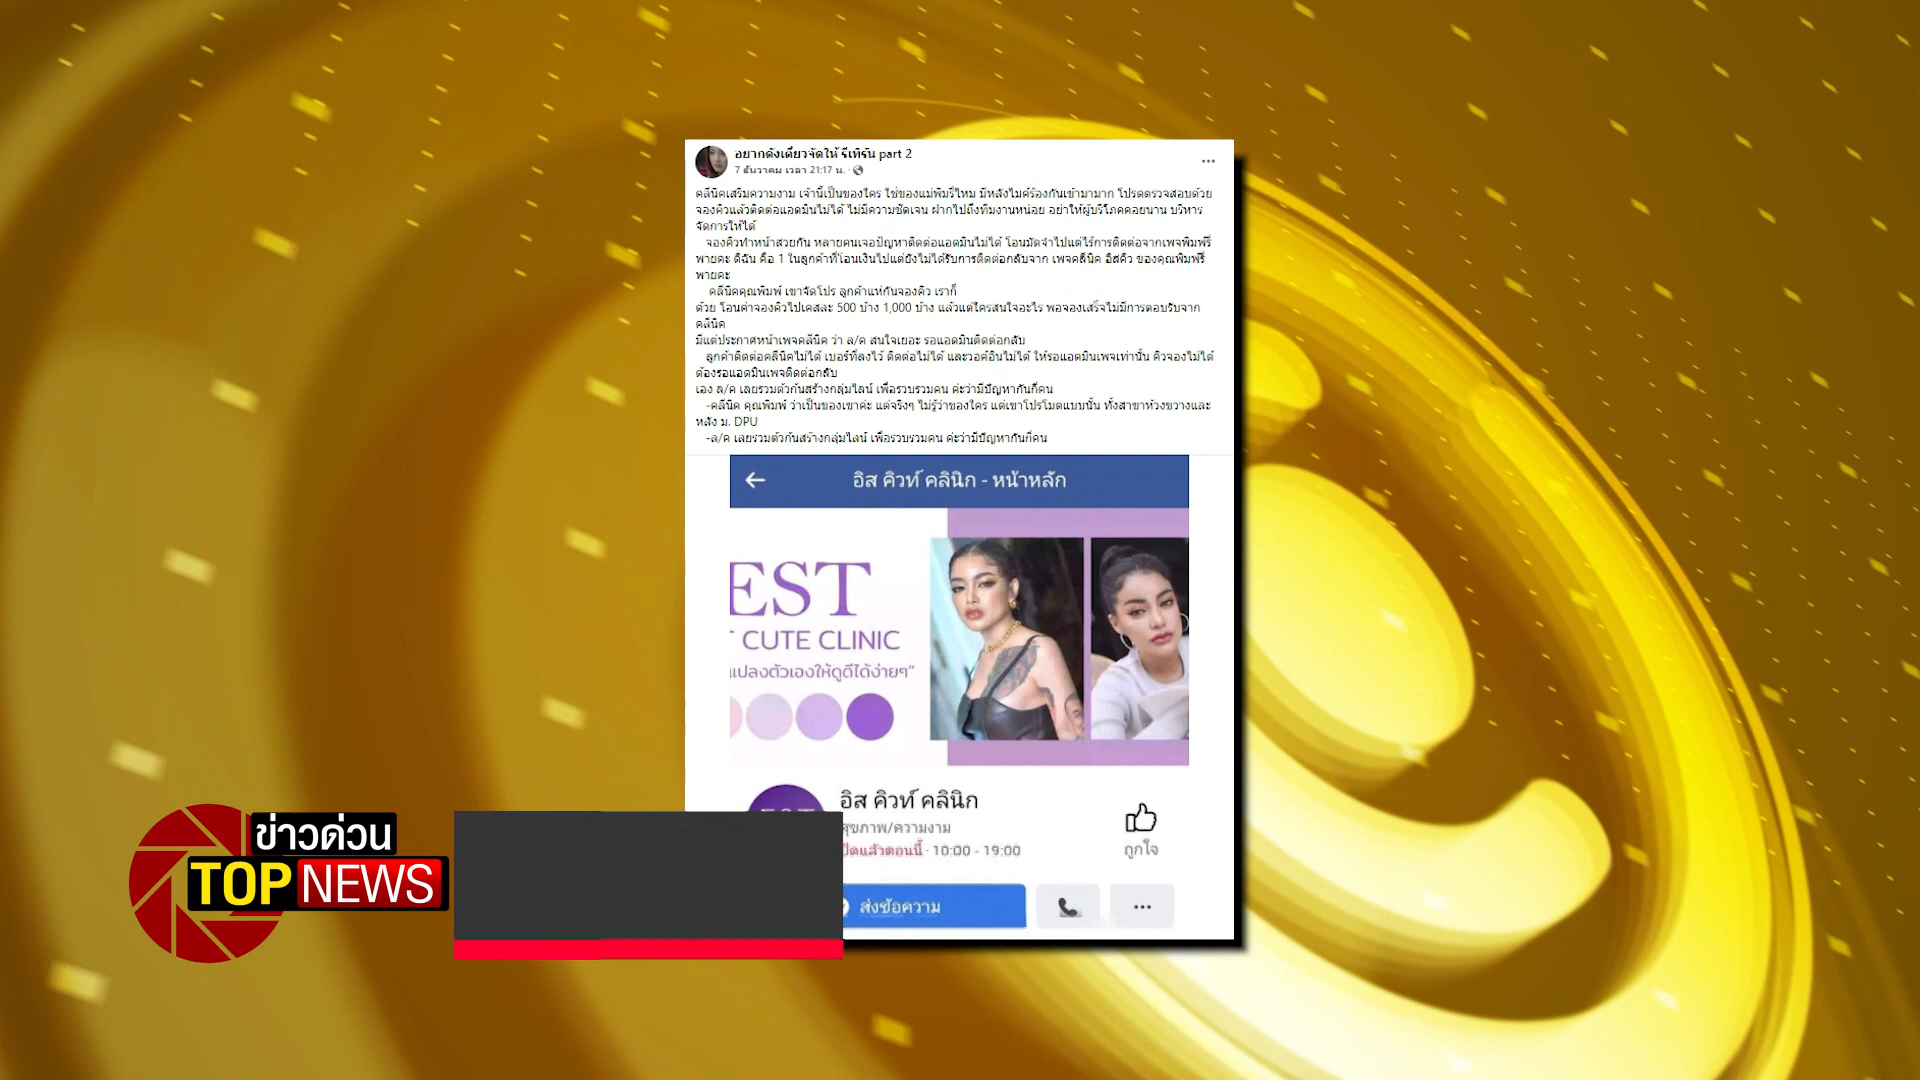 อยากดังเดี๋ยวจัดให้ รีเทิร์น part 2
7 ธันวาคม เวลา 21:17 น.
คลีนิคเสริมความงาม เจ้านี้เป็นของใคร ใช่ของแม่พิมรี่ไหม มีหลังไมค์ร้องกันเข้ามามาก โปรดตรวจสอบด้วย
จองคิวแล้วติดต่อแอดมินไม่ได้ ไม่มีความชัดเจน ฝากไปถึงทีมงานหน่อย อย่าให้ผู้บริโภคคอยนาน บริหาร
จัดการให้ได้
จองคิวทำหน้าสวยกัน หลายคนเจอปัญหาติดต่อแอดมินไม่ได้ โอนมัดจำไปแต่ไร้การติดต่อจากเพจพิมพ์รี่
พายคะ ดิฉัน คือ 1 ในลูกค้าที่โอนเงินไปแต่ยังไม่ได้รับการติดต่อกลับจาก เพจคลีนิค อิสคิว ของคุณพิมพ์รี่
พายคะ
คลีนิคคุณพิมพ์ เขาจัดโปร ลูกค้าแห่กันจองคิว เราก็
ด้วย โอนค่าจองคิวไปเคสละ 500 บ้าง 1,000 บ้าง แล้วแต่ใครสนใจอะไร พอจองเสร็จไม่มีการตอบรับจาก
คลีนิค
มีแต่ประกาศหน้าเพจคลีนิค ว่า ล/ค สนใจเยอะ รอแอดมินติดต่อกลับ
ลูกค้าติดต่อคลีนิคไม่ได้ เบอร์ที่ลงไว้ ติดต่อไม่ได้ และวอค์อินไม่ได้ ให้รอแอดมินเพจเท่านั้น คิวจองไม่ได้
ต้องรอแอดมินเพจติดต่อกลับ
เอง ล/ค เลยรวมตัวกันสร้างกลุ่มไลน์ เพื่อรวบรวมคน ค่ะว่ามีปัญหากันกี่คน
-คลีนิค คุณพิมพ์ ว่าเป็นของเขาค่ะ แต่จริงๆ ไม่รู้ว่าของใคร แต่เขาโปรโมตแบบนั้น ทั้งสาขาห้วงขวางและ
หลัง ม. DPU
-ล/ค เลยรวมตัวกันสร้างกลุ่มไลน์ เพื่อรวบรวมคน ค่ะว่ามีปัญหากันกี่คน
อิส คิวท์ คลินิก - หน้าหลัก
EST
T CUTE CLINIC
แปลงตัวเองให้ดูดีได้ง่ายๆ"
อิส คิวท์ คลินิก
สุขภาพ/ความงาม
ปิดแล้วตอนนี้ · 10:00 - 19:00
ถูกใจ
ส่งข้อความ
ข่าวด่วน
TOP NEWS